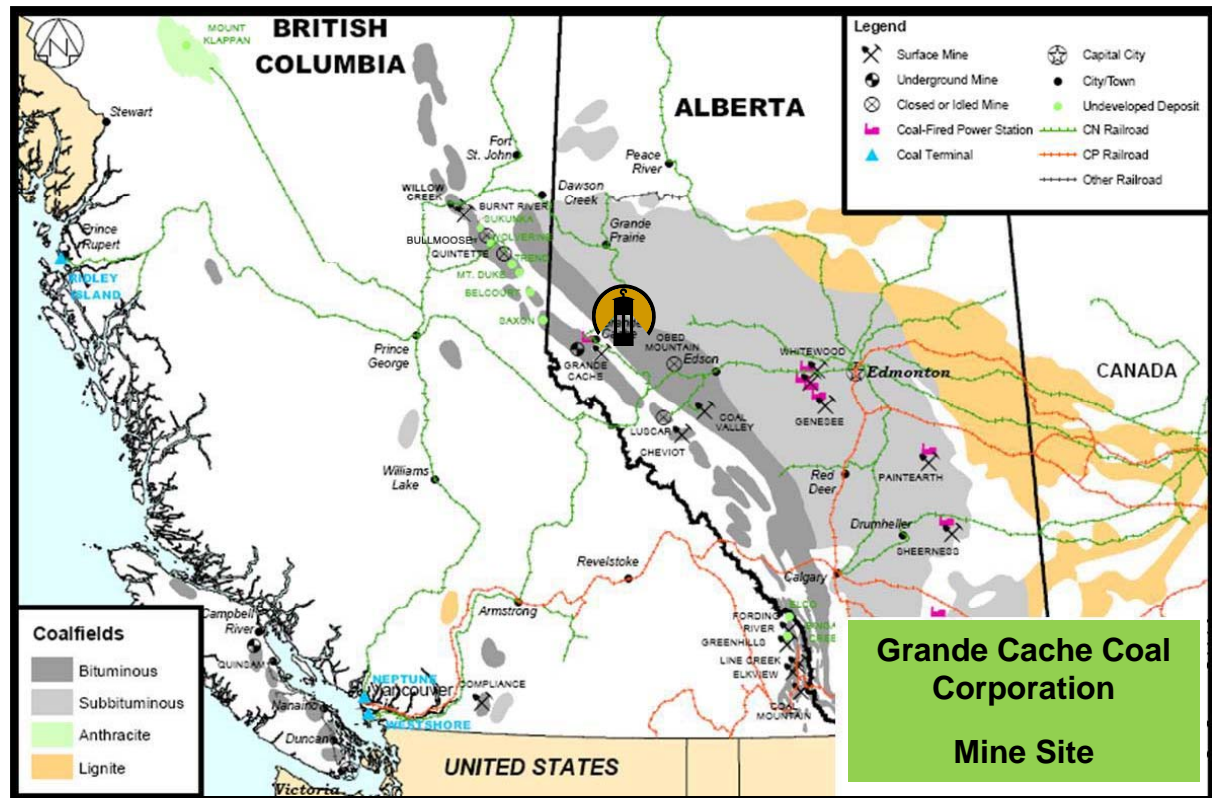 MOUNT
KLAPPAN
BRITISH
COLUMBIA
Stewart
Fort
St. John
ALBERTA
Peace
River
Legend
Surface Mine
Underground Mine
Closed or Idled Mine
Coal-Fired Power Station
Coal Terminal
Capital City
City/Town
Undeveloped Deposit
CN Railroad
CP Railroad
Other Railroad
WILLOW
CREEK
BURNT RIVER
Dawson
Creek
SUKUNKA
BULLMOOSE
WOLVERINE
QUINTETTE
TREND
MT. DUKE
BELCOURT
SAXON
Grande
Prairie
Prince
Rupert
RIDLEY
ISLAND
Prince
George
GRANDE
CACHE
OBED
MOUNTAIN
Edson
WHITEWOOD
Edmonton
CANADA
GENESEE
COAL
VALLEY
LUSCAR
CHEVIOT
Williams
Lake
Red
Deer
PAINTEARTH
Drumheller
SHEERNESS
Revelstoke
Calgary
Armstrong
Campbell
River
QUINSAM
Nanaimo
Duncan
Victoria
NEPTUNE
Vancouver
WESTSHORE
COMPLIANCE
ELCO
FORDING
RIVER
GREENHILLS
LINE CREEK
ELKVIEW
COAL
MOUNTAIN
UNITED STATES
Coalfields
Bituminous
Subbituminous
Anthracite
Lignite
Grande Cache Coal
Corporation
Mine Site